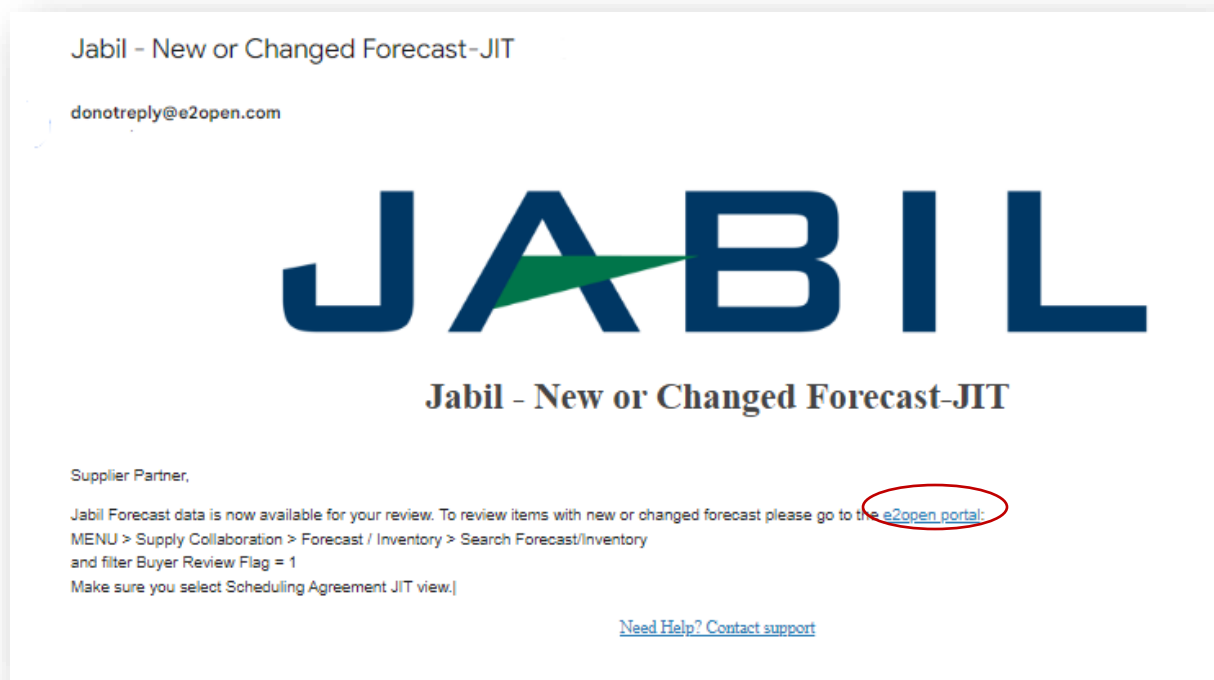 Jabil - New or Changed Forecast-JIT
donotreply@e2open.com
JABIL
Jabil - New or Changed Forecast-JIT
Supplier Partner,
Jabil Forecast data is now available for your review. To review items with new or changed forecast please go to the e2open portal:
MENU > Supply Collaboration > Forecast / Inventory > Search Forecast/Inventory
and filter Buyer Review Flag = 1
Make sure you select Scheduling Agreement JIT view.|
Need Help? Contact support